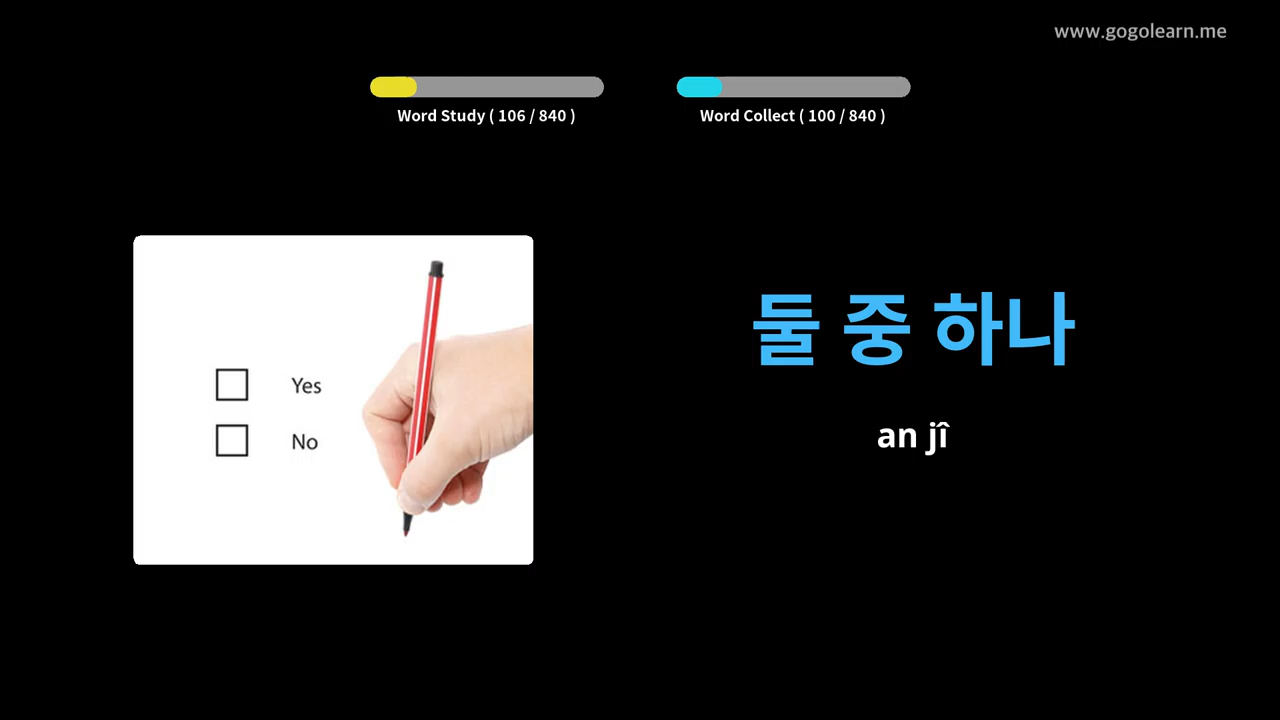 www.gogolearn.me
Word Study ( 106 / 840 )
Word Collect ( 100 / 840 )
Yes
No
둘 중 하나
an jî